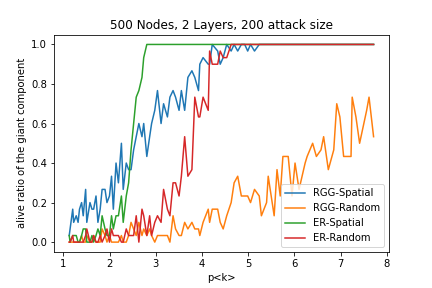 500 Nodes, 2 Layers, 200 attack size
alive ratio of the giant component
1.0
0.8
0.6
0.4
0.2
0.0
RGG-Spatial
RGG-Random
ER-Spatial
ER-Random
1 2 3 4 5 6 7 8
p<k>